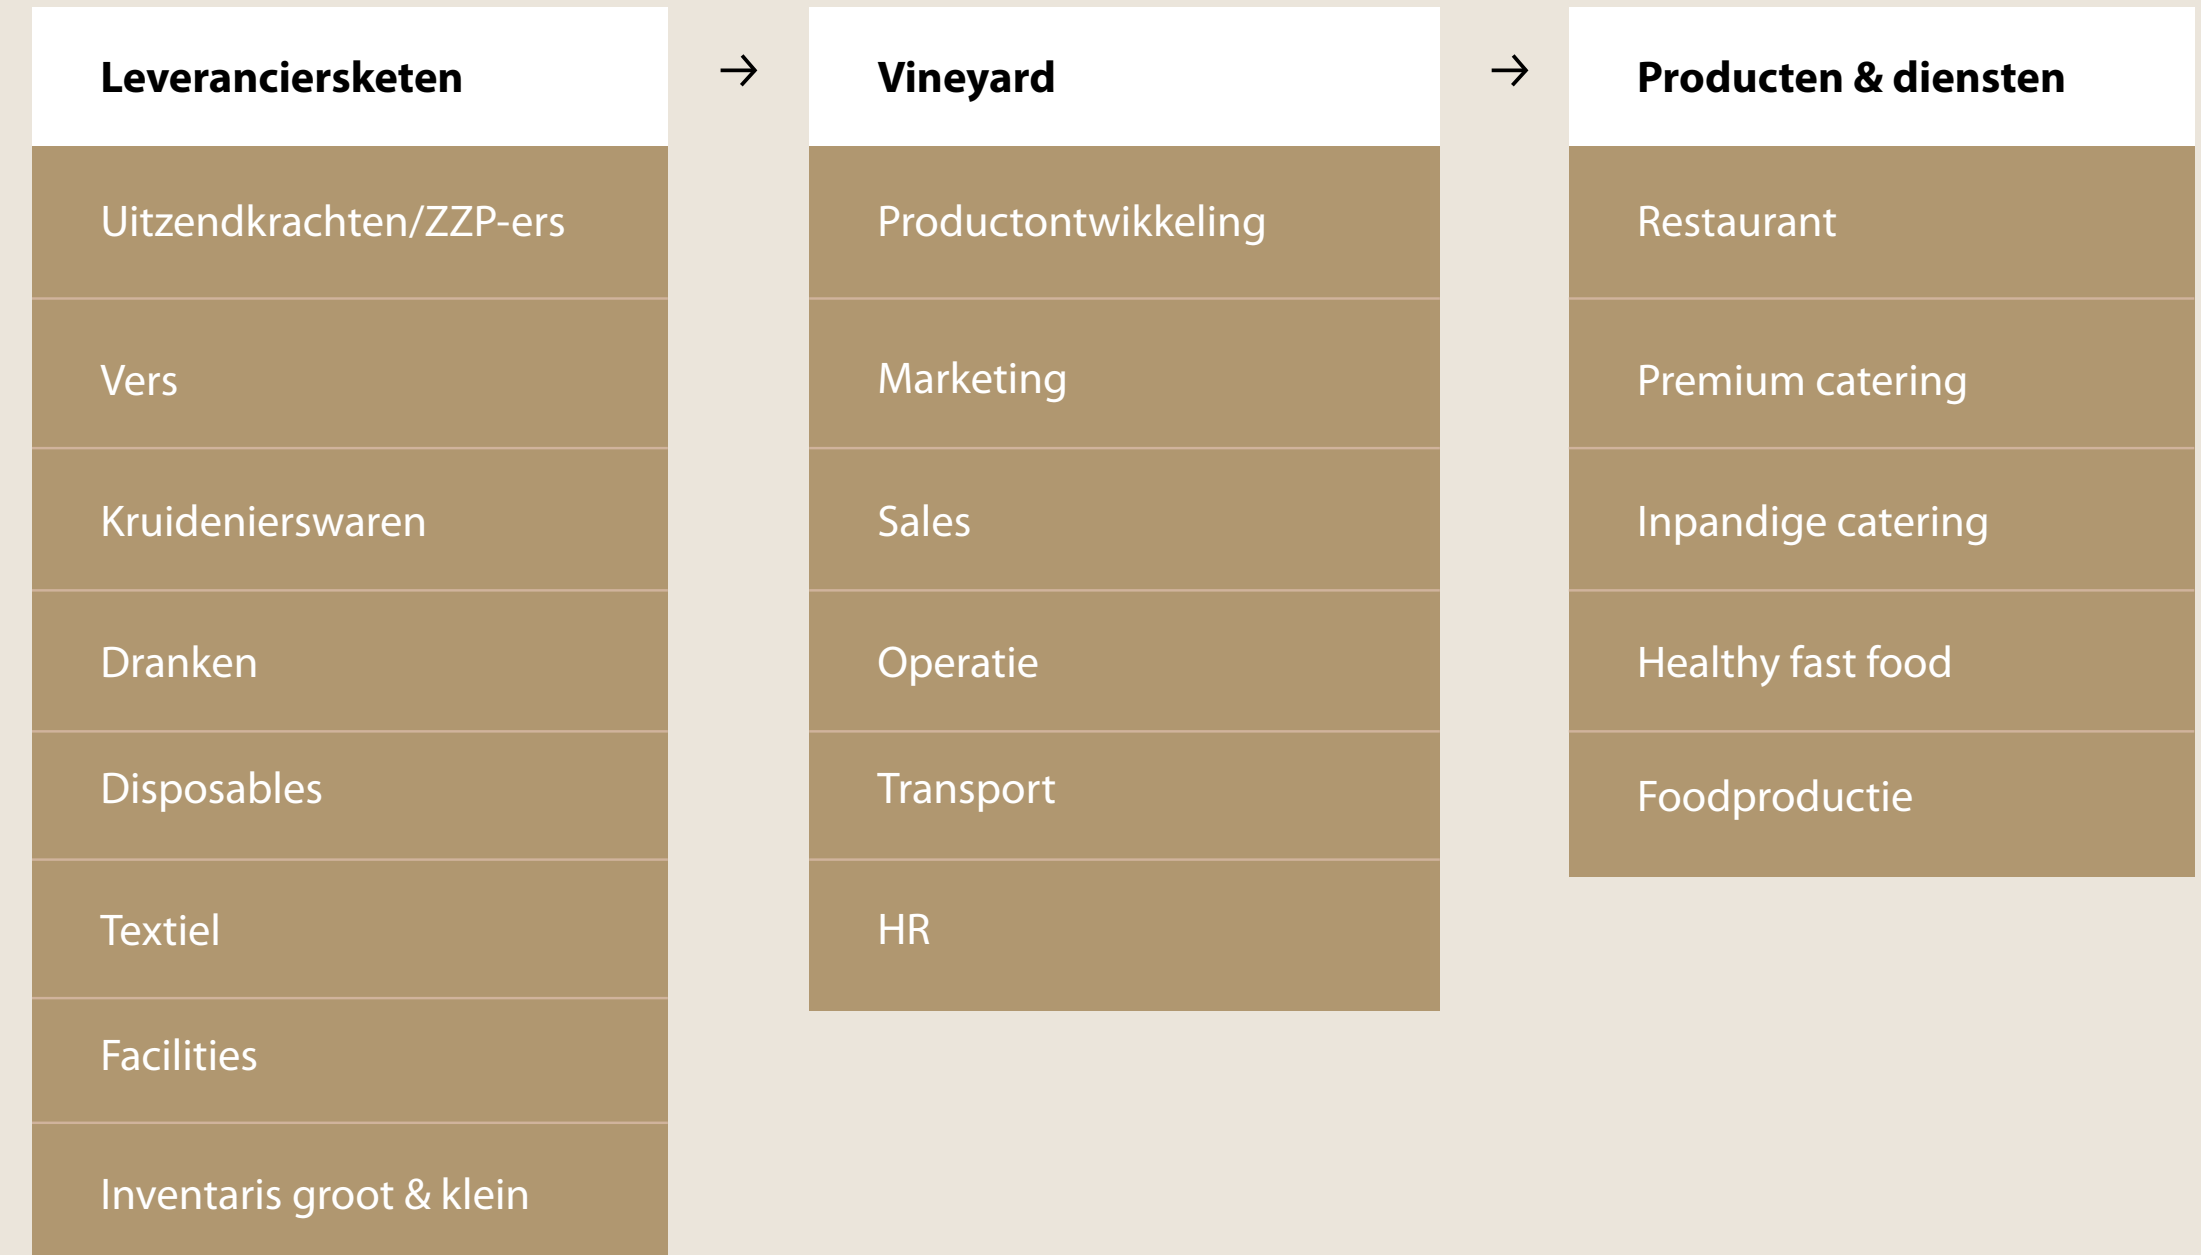 Leveranciersketen
Uitzendkrachten/ZZP-ers
Vers
Kruidenierswaren
Dranken
Disposables
Textiel
Facilities
Inventaris groot & klein
→
Vineyard
Productontwikkeling
Marketing
Sales
Operatie
Transport
HR
→
Producten & diensten
Restaurant
Premium catering
Inpandige catering
Healthy fast food
Foodproductie